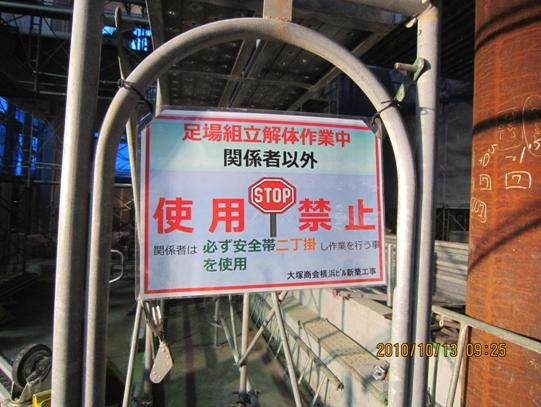 足場組立解体作業中
関係者以外
使用 STOP 禁止
関係者は 必ず安全帯二丁掛し作業を行う事
を使用
大塚商会横浜ビル新築工事
2010/10/13 09:25